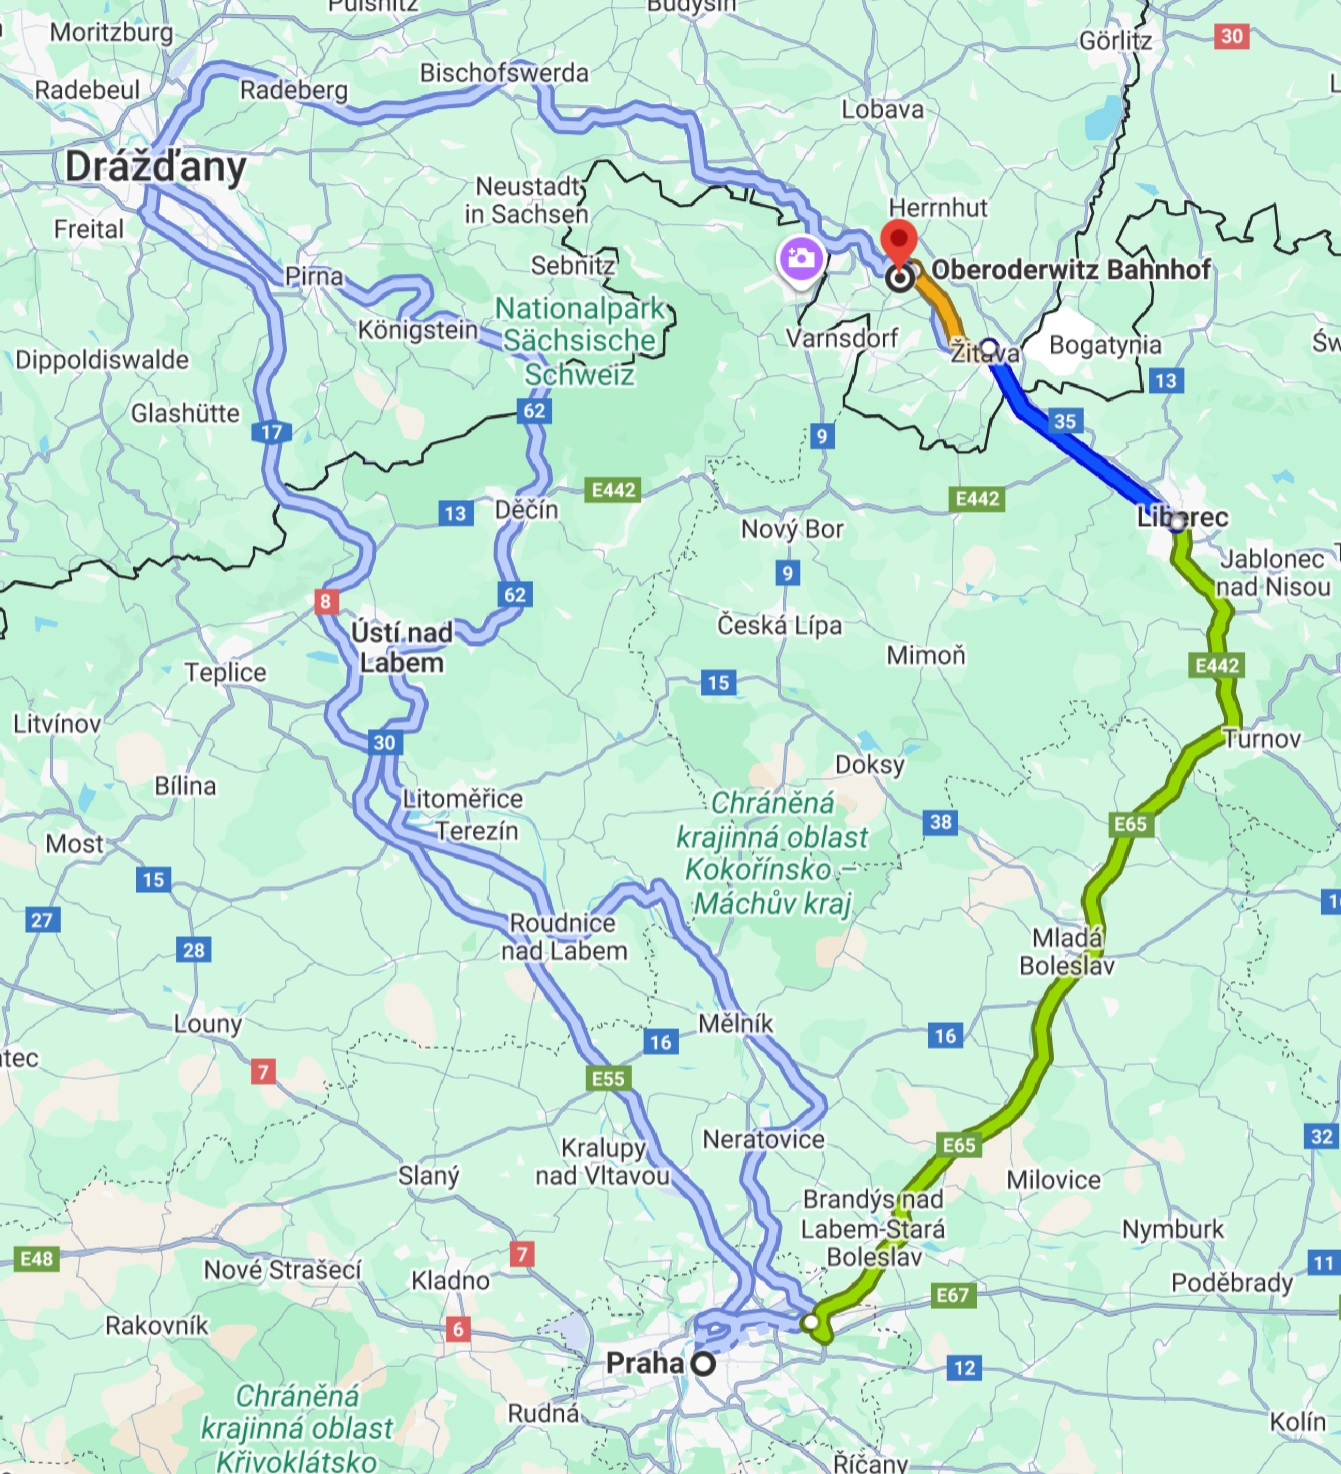 Pulsnitz
Budyšín
Moritzburg
Görlitz
30
Radebeul
Radeberg
Bischofswerda
Lobava
Drážďany
Neustadt
in Sachsen
Herrnhut
Freital
Sebnitz
Oberoderwitz Bahnhof
Pirna
Königstein
Nationalpark
Sächsische
Schweiz
Varnsdorf
Žitava
Bogatynia
Dippoldiswalde
13
Glashütte
62
35
17
9
E442
E442
13
Děčín
Liberec
Nový Bor
Jablonec
nad Nisou
9
62
8
Ústí nad
Labem
Česká Lípa
Mimoň
E442
Teplice
15
Litvínov
30
Turnov
Doksy
Bílina
Litoměřice
Terezín
Chráněná
krajinná oblast
Kokořínsko –
Máchův kraj
38
E65
Most
15
27
28
Roudnice
nad Labem
Mladá
Boleslav
Louny
Mělník
16
16
7
E55
Neratovice
E65
32
Kralupy
nad Vltavou
Slaný
Milovice
Brandýs nad
Labem-Stará
Boleslav
Nymburk
E48
7
Nové Strašecí
Kladno
11
Poděbrady
E67
Rakovník
6
Praha
12
Chráněná
krajinná oblast
Křivoklátsko
Rudná
Kolín
Říčany